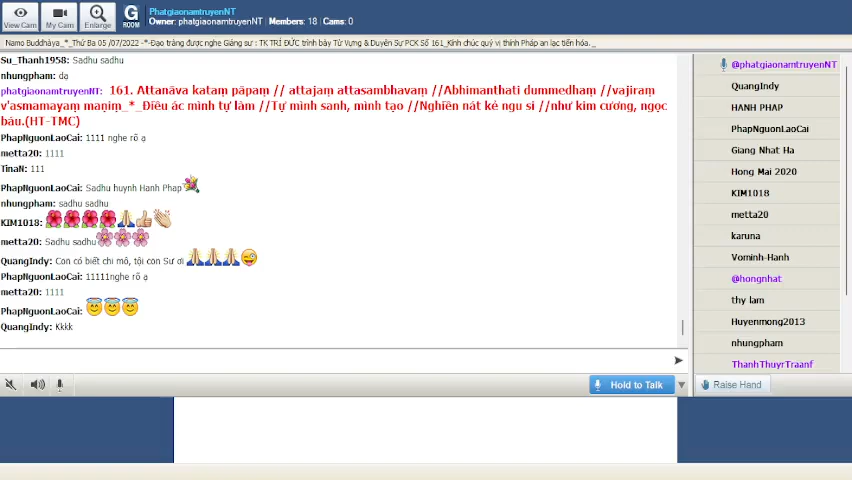 PhatgiaonamtruyenNT
Owner: phatgiaonamtruyenNT | Members: 18 | Cams: 0
View Cam
My Cam
Enlarge
G
ROOM
Namo Buddhāya_*_Thứ Ba 05 /07/2022 -*-Đạo tràng được nghe Giảng sư : TK TRÍ ĐỨC trình bày Từ Vựng & Duyên Sự PCK Số 161_Kính chúc quý vị thính Pháp an lạc tiến hóa. _
Su_Thanh1958: Sadhu sadhu
nhungpham: dạ
phatgiaonamtruyenNT: 161. Attanāva kataṃ pāpaṃ // attajaṃ attasambhavaṃ //Abhimanthati dummedhaṃ //vajiraṃ
v'asmamayaṃ maṇiṃ_*_Điều ác mình tự làm //Tự mình sanh, mình tạo //Nghiền nát kẻ ngu si //như kim cương, ngọc
báu.(HT-TMC)
PhapNguonLaoCai: 1111 nghe rõ ạ
metta20: 1111
TinaN: 111
PhapNguonLaoCai: Sadhu huynh Hanh Phap
nhungpham: sadhu sadhu
KIM1018:
metta20: Sadhu sadhu
QuangIndy: Con có biết chi mô, tội con Sư ơi
PhapNguonLaoCai: 11111nghe rõ ạ
metta20: 1111
PhapNguonLaoCai:
QuangIndy: Kkkk
Hold to Talk
@phatgiaonamtruyenNT
QuangIndy
HẠNH PHÁP
PhapNguonLaoCai
Giang Nhat Ha
Hong Mai 2020
KIM1018
metta20
karuna
Vominh-Hanh
@hongnhat
thy lam
Huyenmong2013
nhungpham
ThanhThuyrTraanf
Raise Hand